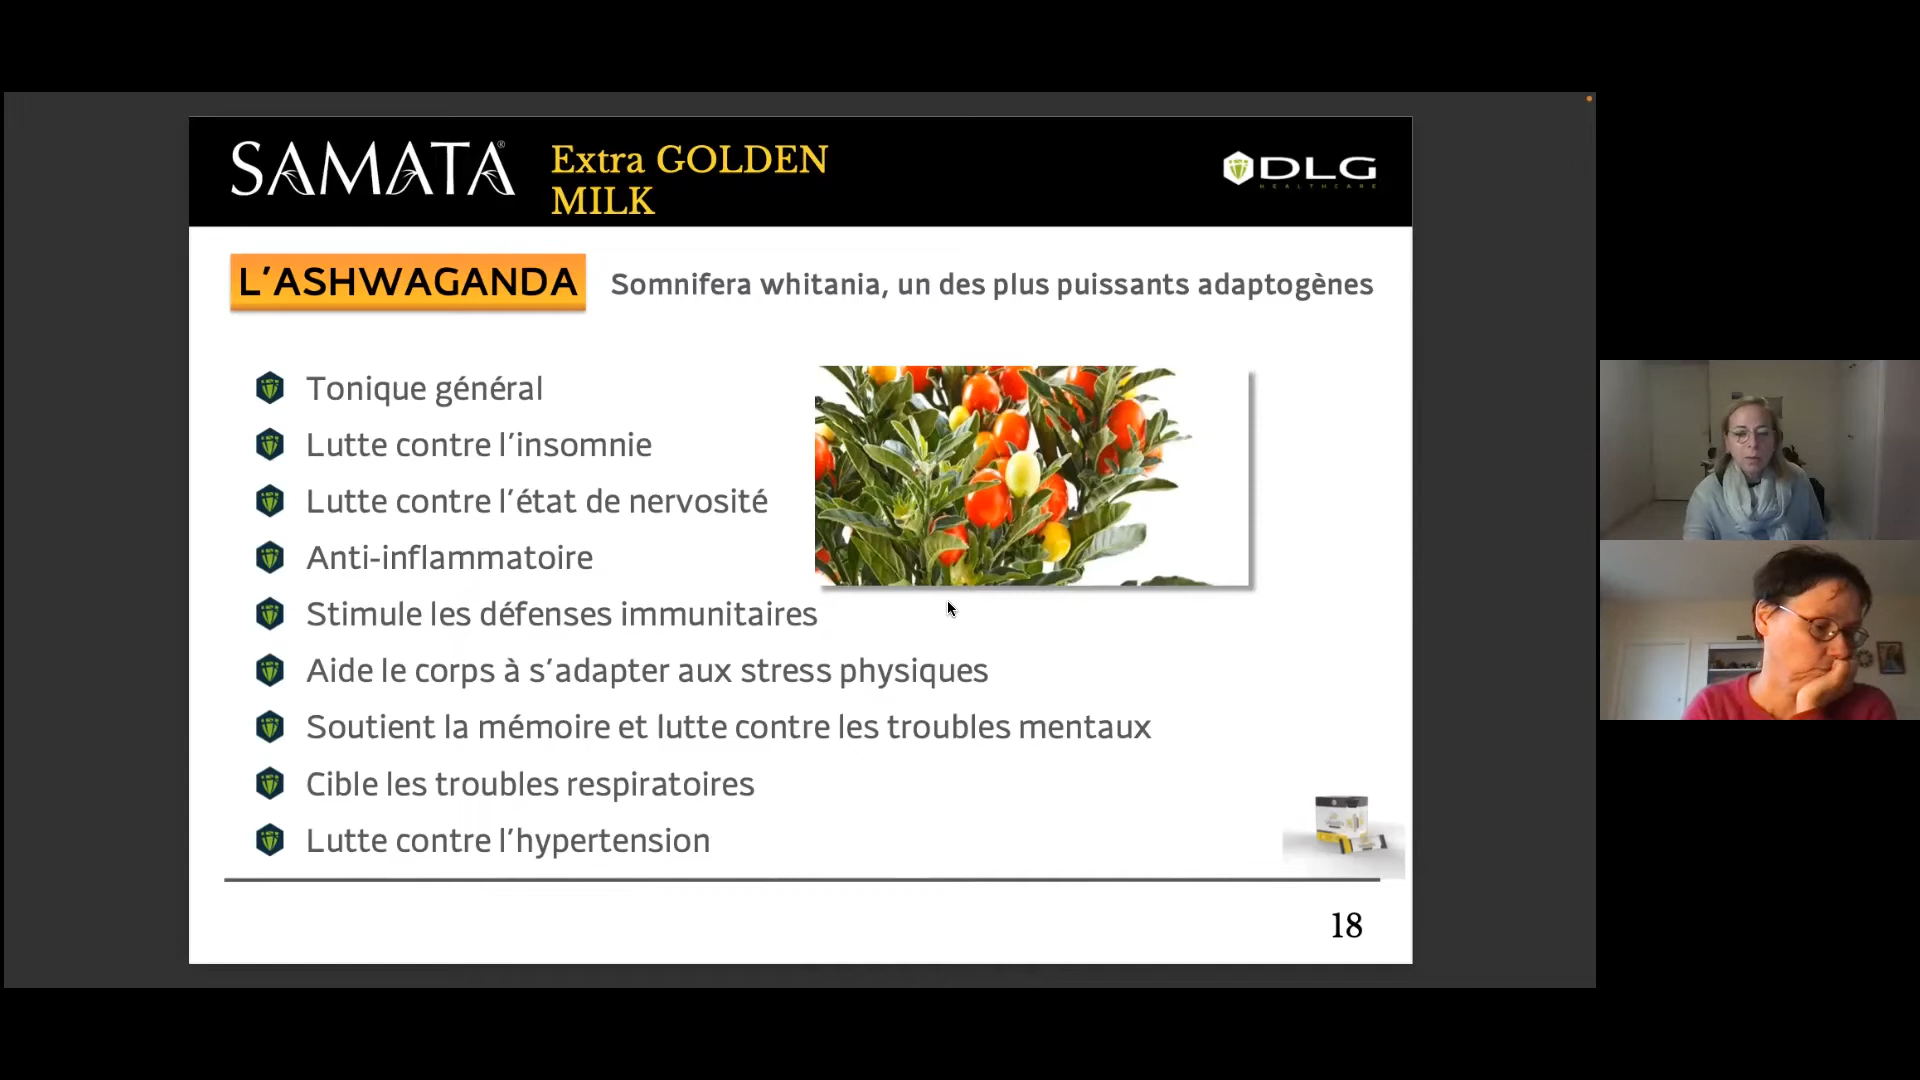 SAMATA®
Extra GOLDEN
MILK
DLG
HEALTHCARE
L'ASHWAGANDA
Somnifera whitania, un des plus puissants adaptogènes
Tonique général
Lutte contre l'insomnie
Lutte contre l'état de nervosité
Anti-inflammatoire
Stimule les défenses immunitaires
Aide le corps à s'adapter aux stress physiques
Soutient la mémoire et lutte contre les troubles mentaux
Cible les troubles respiratoires
Lutte contre l'hypertension
18